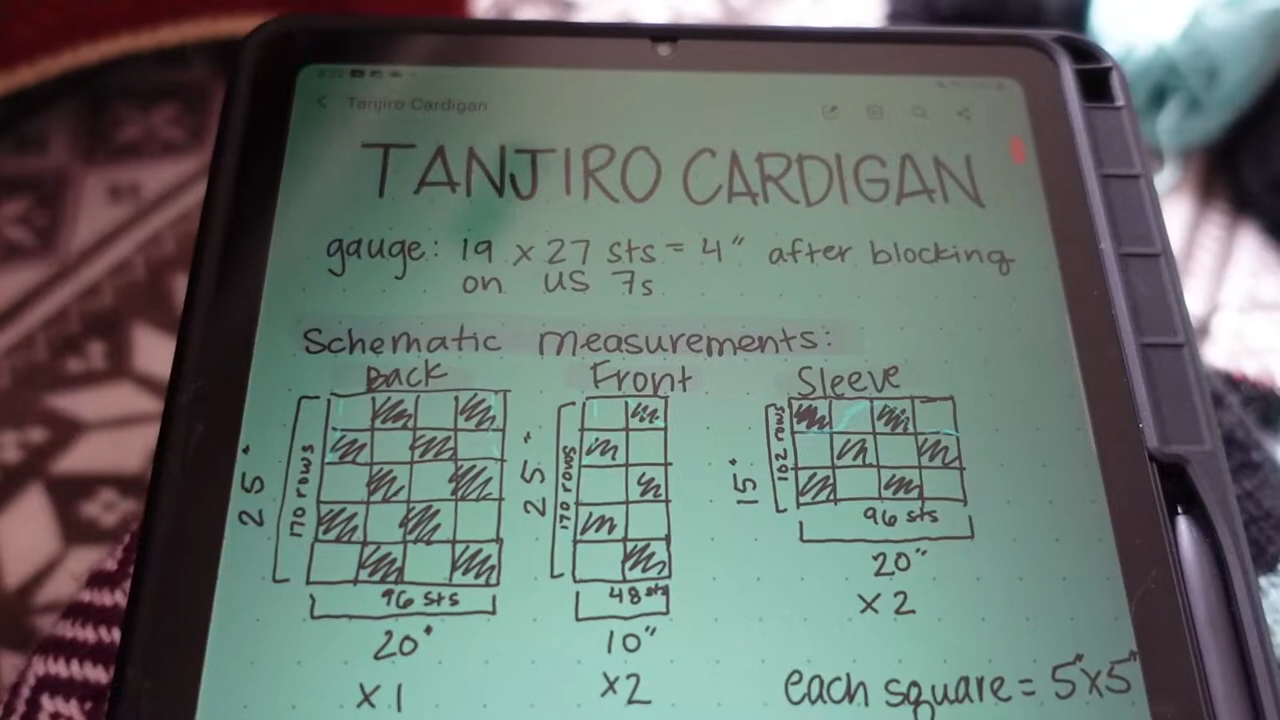 Tanjiro Cardigan
TANJIRO CARDIGAN
gauge: 19 x 27 sts = 4" after blocking
on US 7s
Schematic measurements:
Back Front Sleeve
25" 170 rows 25" 170 rows 15" 102 rows
96 sts 48 sts 96 sts
20" 10" 20"
x1 x2 x2
each square = 5"x5"